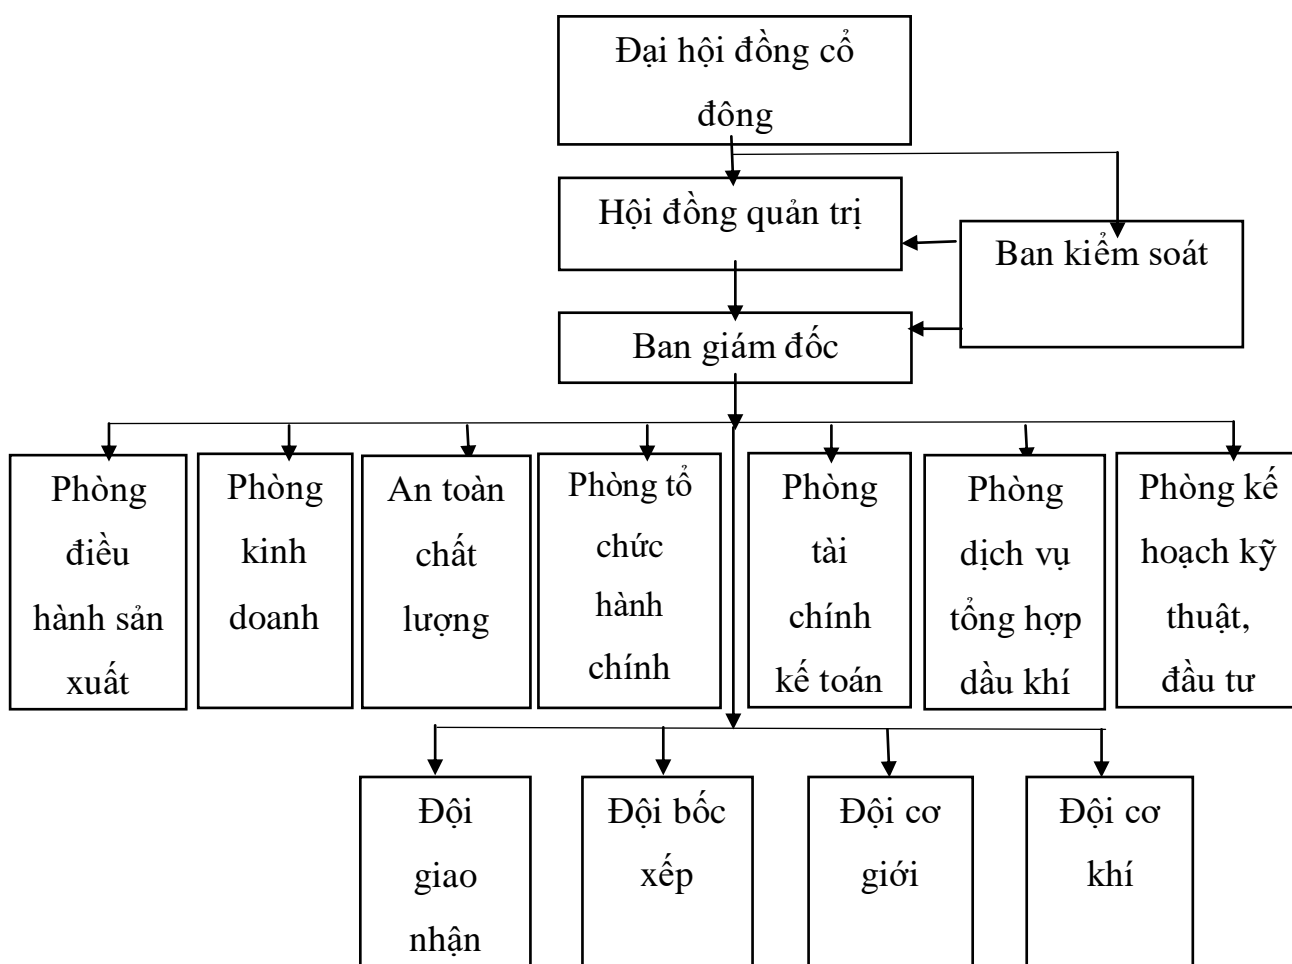 Đại hội đồng cổ
đông
Hội đồng quản trị
Ban kiểm soát
Ban giám đốc
Phòng
điều
hành sản
xuất
Phòng
kinh
doanh
An toàn
chất
lượng
Phòng tổ
chức
hành
chính
Phòng
tài
chính
kế toán
Phòng
dịch vụ
tổng hợp
dầu khí
Phòng kế
hoạch kỹ
thuật,
đầu tư
Đội
giao
nhận
Đội bốc
xếp
Đội cơ
giới
Đội cơ
khí